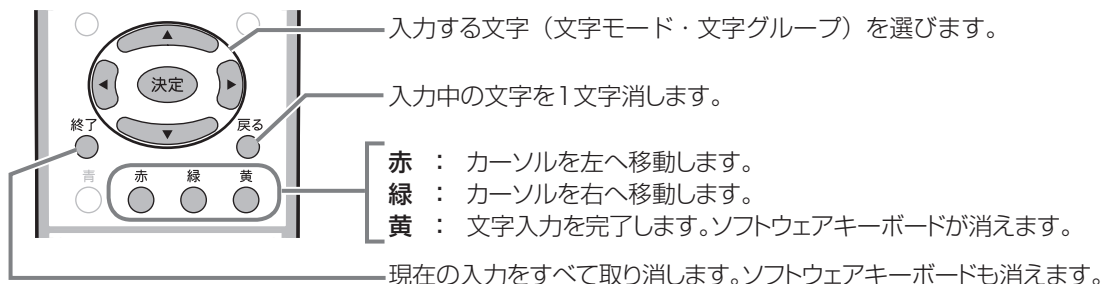 入力する文字（文字モード・文字グループ）を選びます。
決定
入力中の文字を1文字消します。
終了
戻る
青
赤
緑
黄
赤 ： カーソルを左へ移動します。
緑 ： カーソルを右へ移動します。
黄 ： 文字入力を完了します。ソフトウェアキーボードが消えます。
現在の入力をすべて取り消します。ソフトウェアキーボードも消えます。